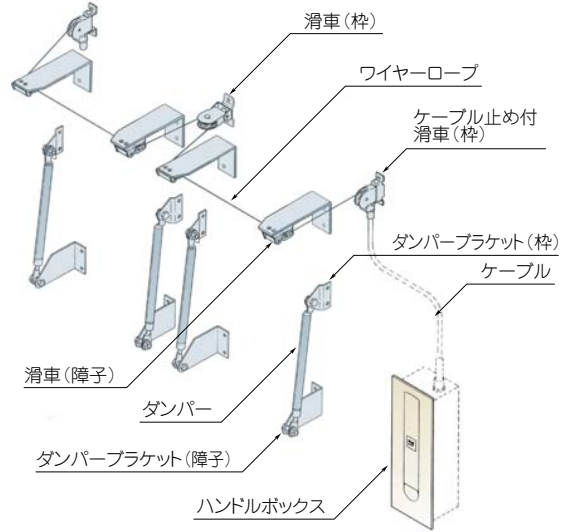 滑車（枠）
ワイヤーロープ
ケーブル止め付
滑車（枠）
ダンパーブラケット（枠）
ケーブル
滑車（障子）
ダンパー
ダンパーブラケット（障子）
ハンドルボックス